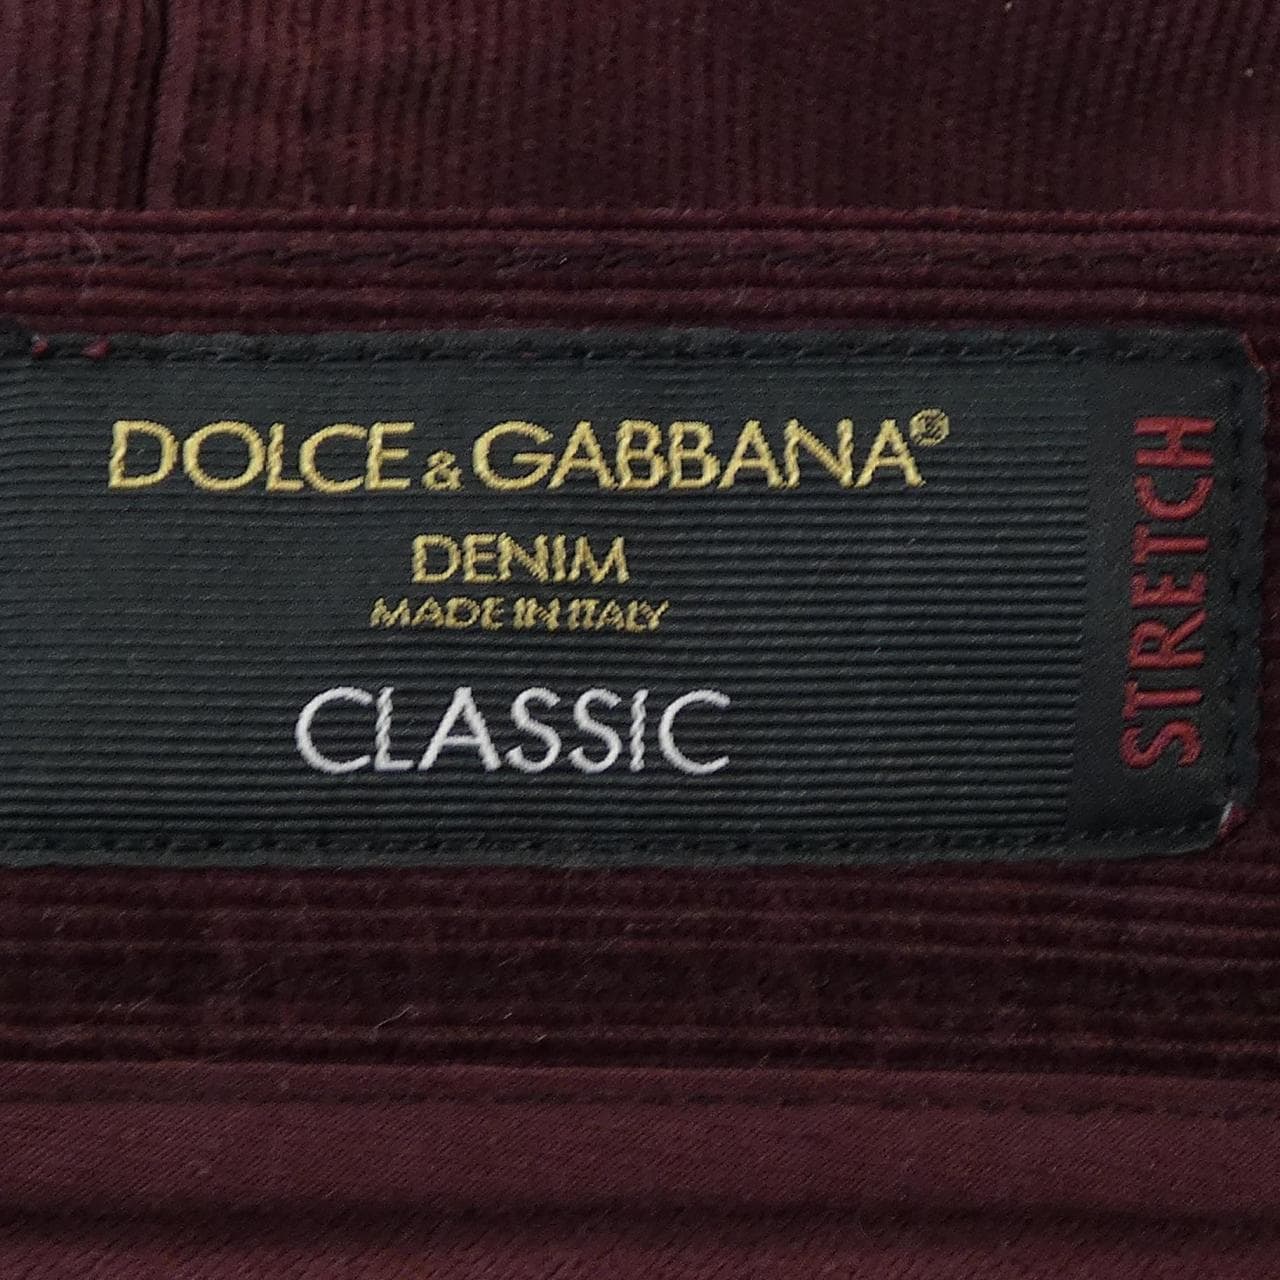 DOLCE & GABBANA®
DENIM
MADE IN ITALY
CLASSIC
STRETCH